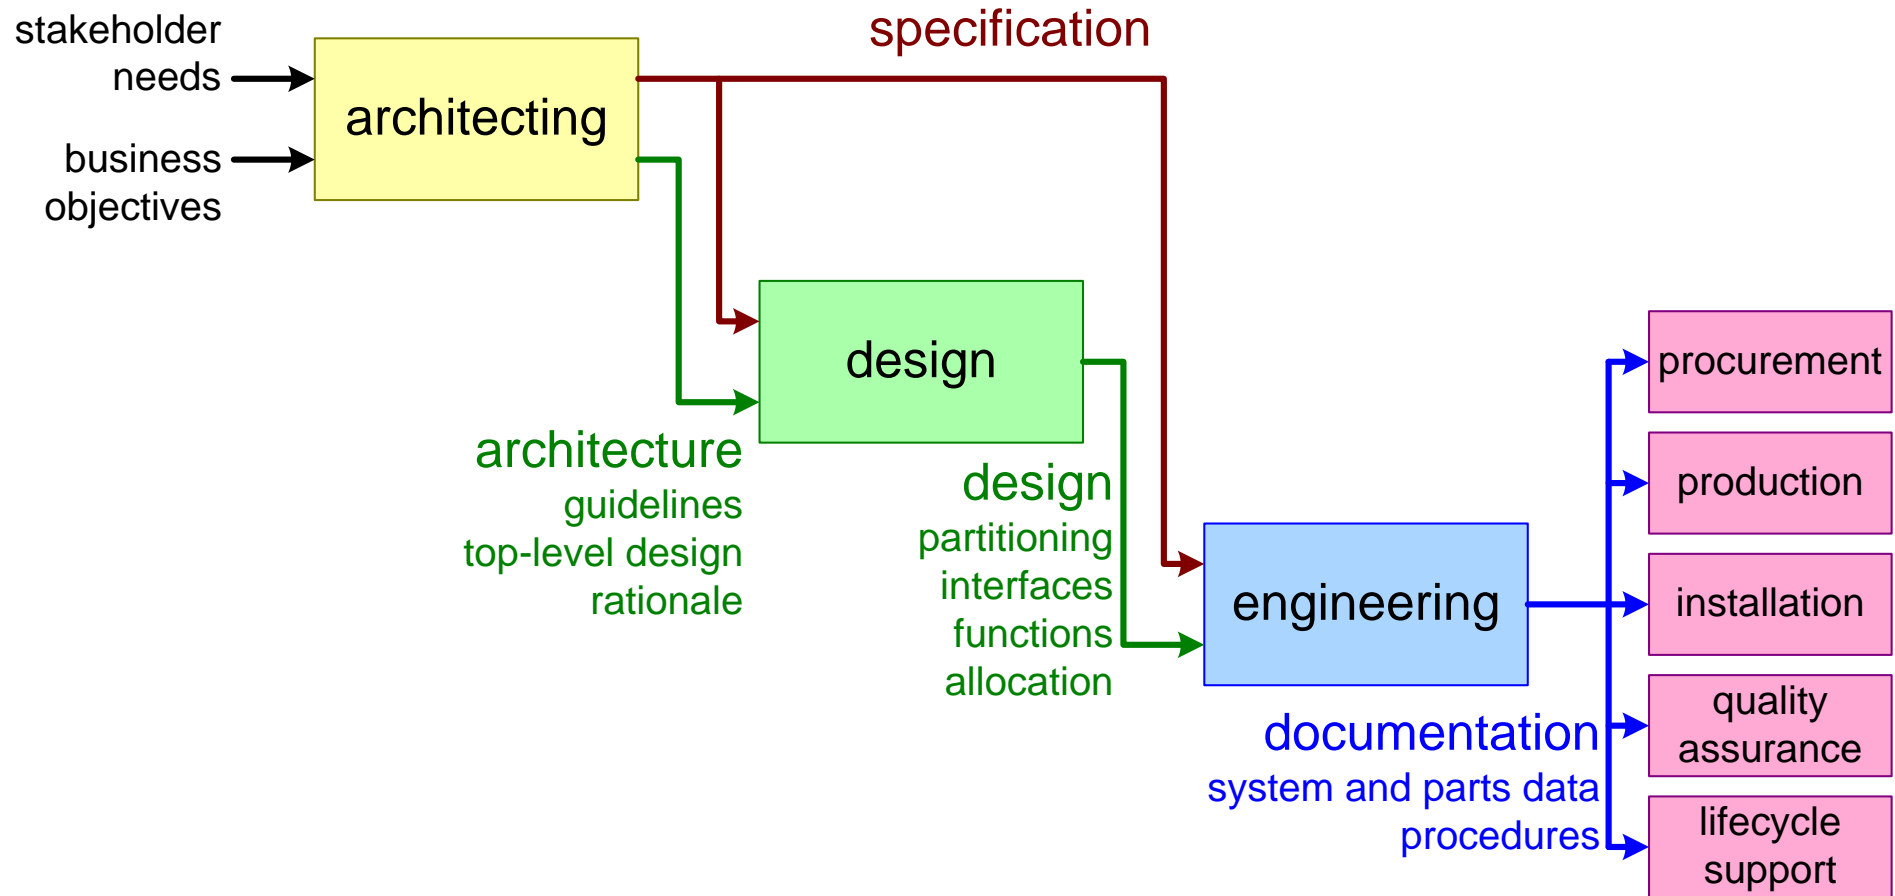 stakeholder
needs
business
objectives
architecting
specification
design
architecture
guidelines
top-level design
rationale
design
partitioning
interfaces
functions
allocation
engineering
documentation
system and parts data
procedures
procurement
production
installation
quality
assurance
lifecycle
support